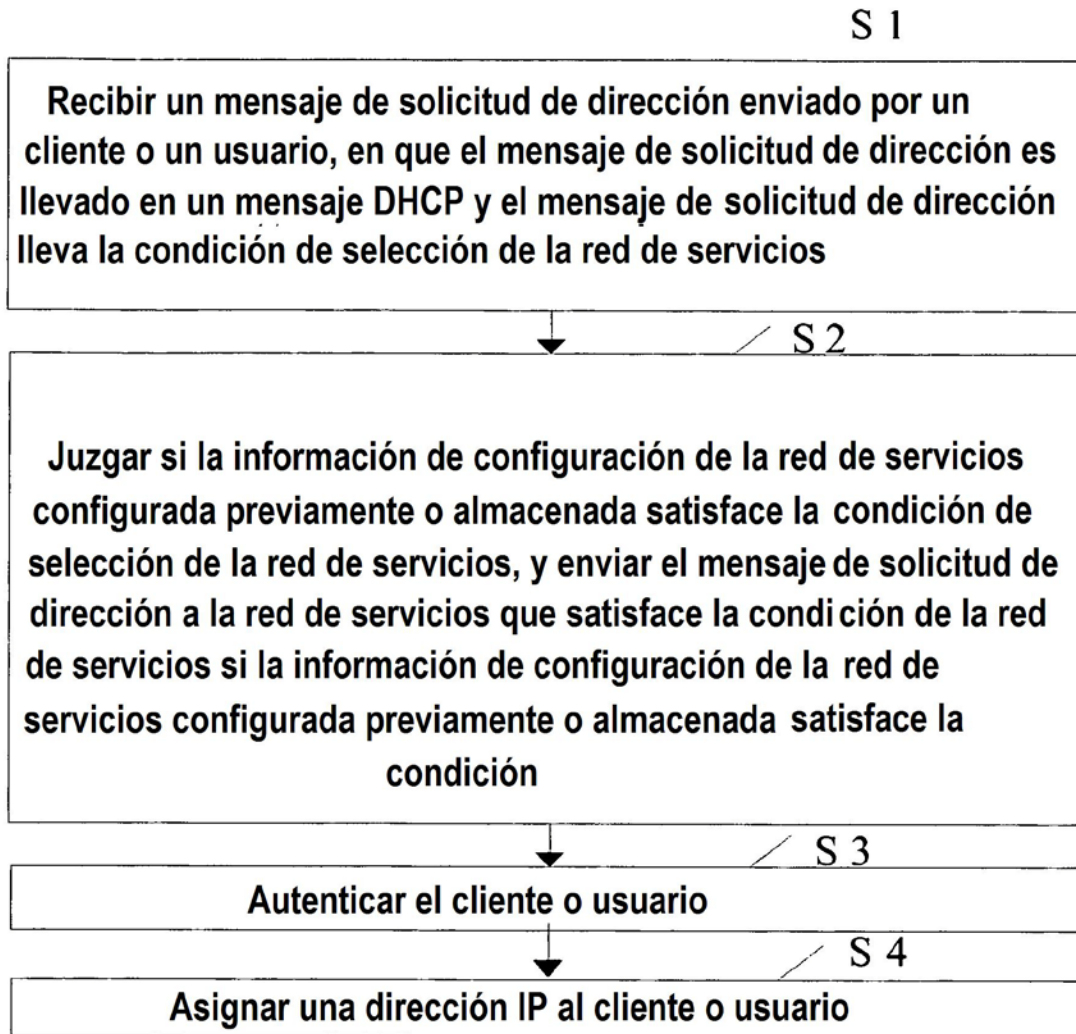 S 1
Recibir un mensaje de solicitud de dirección enviado por un
cliente o un usuario, en que el mensaje de solicitud de dirección es
llevado en un mensaje DHCP y el mensaje de solicitud de dirección
lleva la condición de selección de la red de servicios
S 2
Juzgar si la información de configuración de la red de servicios
configurada previamente o almacenada satisface la condición de
selección de la red de servicios, y enviar el mensaje de solicitud de
dirección a la red de servicios que satisface la condición de la red
de servicios si la información de configuración de la red de
servicios configurada previamente o almacenada satisface la
condición
S 3
Autenticar el cliente o usuario
S 4
Asignar una dirección IP al cliente o usuario